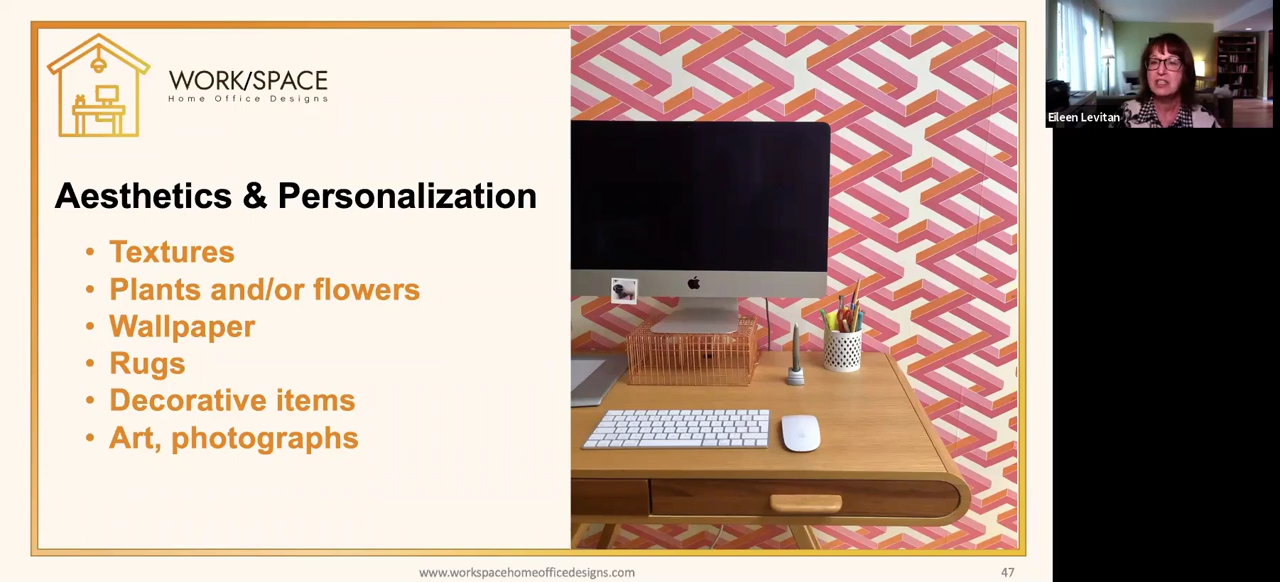 WORK/SPACE
Home Office Designs
Aesthetics & Personalization
• Textures
• Plants and/or flowers
• Wallpaper
• Rugs
• Decorative items
• Art, photographs
www.workspacehomeofficedesigns.com
47
Eileen Levitan